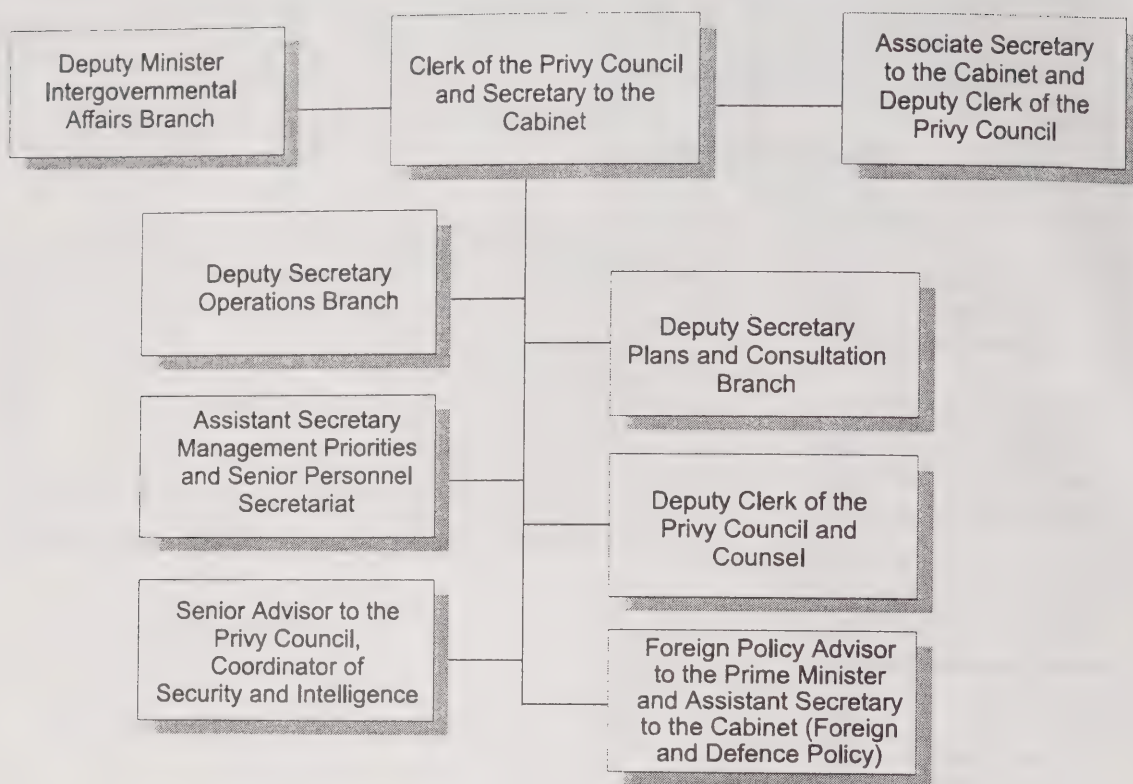 Deputy Minister
Intergovernmental
Affairs Branch
Clerk of the Privy Council
and Secretary to the
Cabinet
Associate Secretary
to the Cabinet and
Deputy Clerk of the
Privy Council
Deputy Secretary
Operations Branch
Deputy Secretary
Plans and Consultation
Branch
Assistant Secretary
Management Priorities
and Senior Personnel
Secretariat
Deputy Clerk of the
Privy Council and
Counsel
Senior Advisor to the
Privy Council,
Coordinator of
Security and Intelligence
Foreign Policy Advisor
to the Prime Minister
and Assistant Secretary
to the Cabinet (Foreign
and Defence Policy)